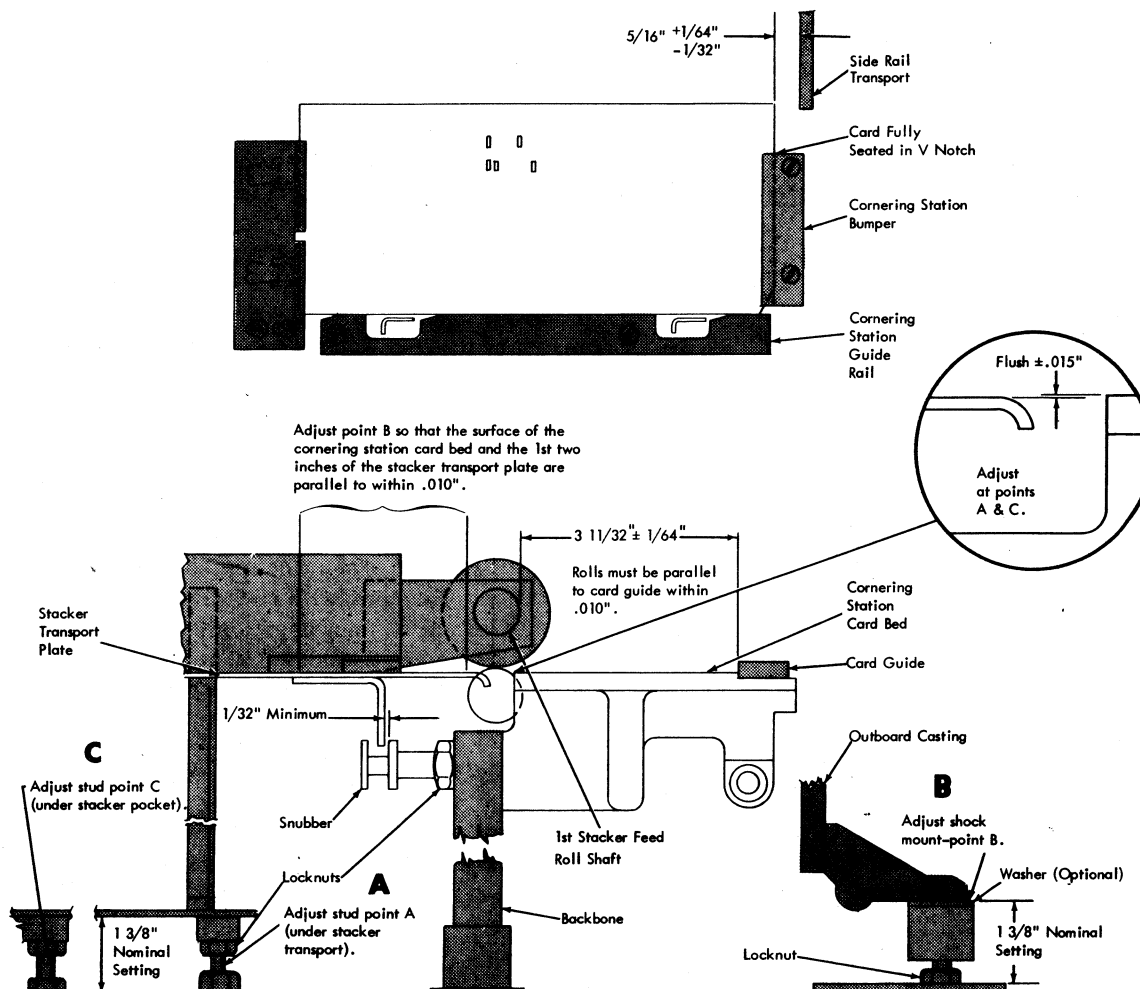 5/16" +1/64"
-1/32"
Side Rail
Transport
Card Fully
Seated in V Notch
Cornering Station
Bumper
Cornering
Station
Guide
Rail
Flush ±.015"
Adjust
at points
A & C.
Adjust point B so that the surface of the
cornering station card bed and the 1st two
inches of the stacker transport plate are
parallel to within .010".
3 11/32"± 1/64"
Rolls must be parallel
to card guide within
.010".
Cornering
Station
Card Bed
Card Guide
Stacker
Transport
Plate
1/32" Minimum
C
Adjust stud point C
(under stacker pocket).
Snubber
1st Stacker Feed
Roll Shaft
Outboard Casting
B
Adjust shock
mount-point B.
Washer (Optional)
Locknuts
A
Adjust stud point A
(under stacker
transport).
Backbone
1 3/8"
Nominal
Setting
1 3/8" Nominal
Setting
Locknut